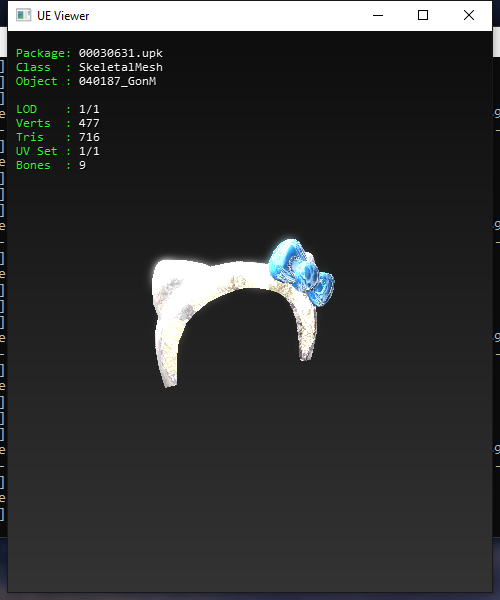 UE Viewer
Package: 00030631.upk
Class : SkeletalMesh
Object : 040187_GonM
LOD : 1/1
Verts : 477
Tris : 716
UV Set : 1/1
Bones : 9